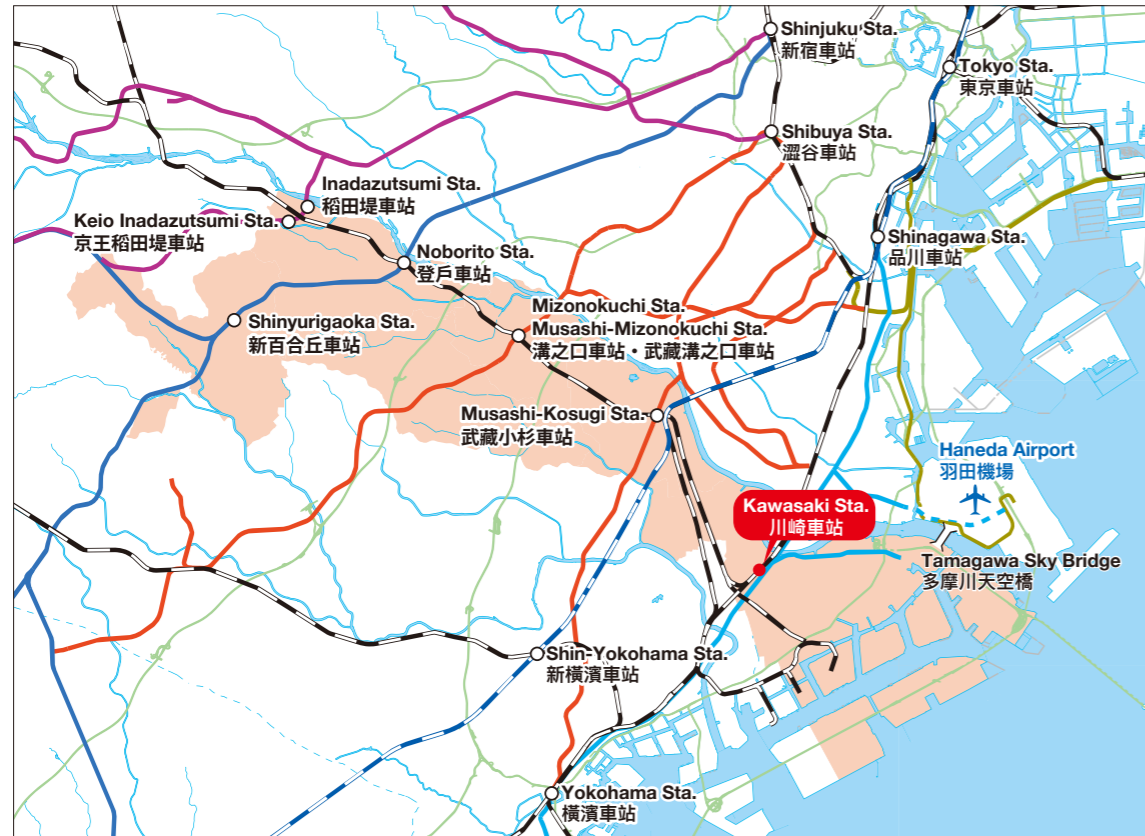 Shinjuku Sta.
新宿車站
Tokyo Sta.
東京車站
Shibuya Sta.
澀谷車站
Inadazutsumi Sta.
稻田堤車站
Keio Inadazutsumi Sta.
京王稻田堤車站
Noborito Sta.
登戶車站
Shinagawa Sta.
品川車站
Shinyurigaoka Sta.
新百合丘車站
Mizonokuchi Sta.
Musashi-Mizonokuchi Sta.
溝之口車站・武藏溝之口車站
Musashi-Kosugi Sta.
武藏小杉車站
Haneda Airport
羽田機場
Kawasaki Sta.
川崎車站
Tamagawa Sky Bridge
多摩川天空橋
Shin-Yokohama Sta.
新橫濱車站
Yokohama Sta.
橫濱車站